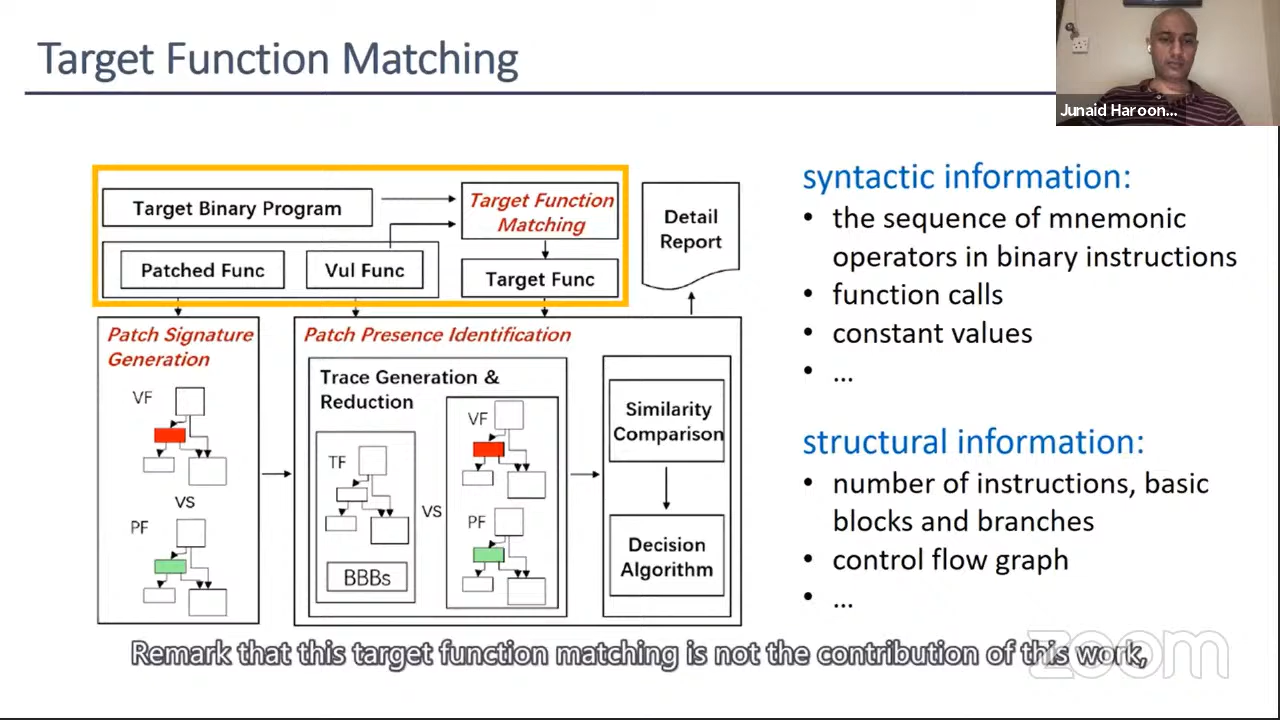 Target Function Matching
Junaid Haroon...
Target Binary Program
Target Function
Matching
Patched Func
Vul Func
Target Func
Detail
Report
Patch Signature
Generation
VF
VS
PF
Patch Presence Identification
Trace Generation &
Reduction
TF
BBBs
VS
VF
PF
Similarity
Comparison
Decision
Algorithm
syntactic information:
• the sequence of mnemonic
operators in binary instructions
• function calls
• constant values
• ...
structural information:
• number of instructions, basic
blocks and branches
• control flow graph
• ...
Remark that this target function matching is not the contribution of this work,
zoom